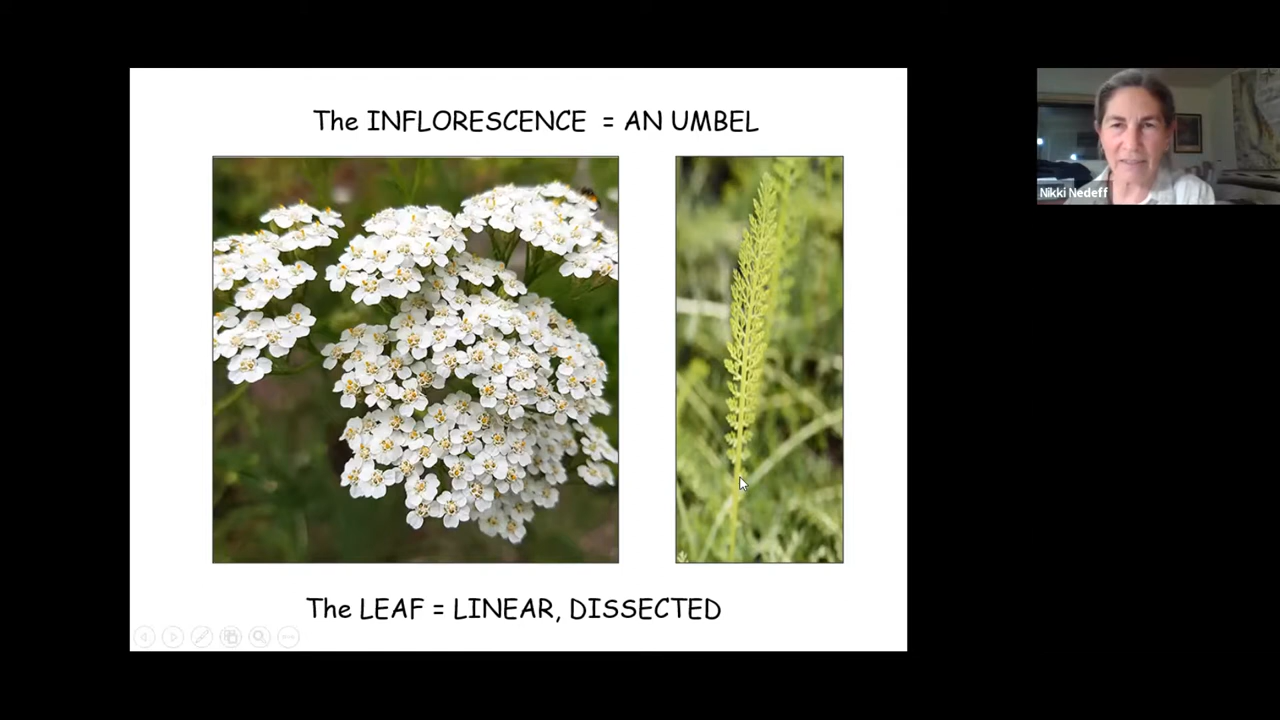 The INFLORESCENCE = AN UMBEL
Nikki Nedeff
The LEAF = LINEAR, DISSECTED